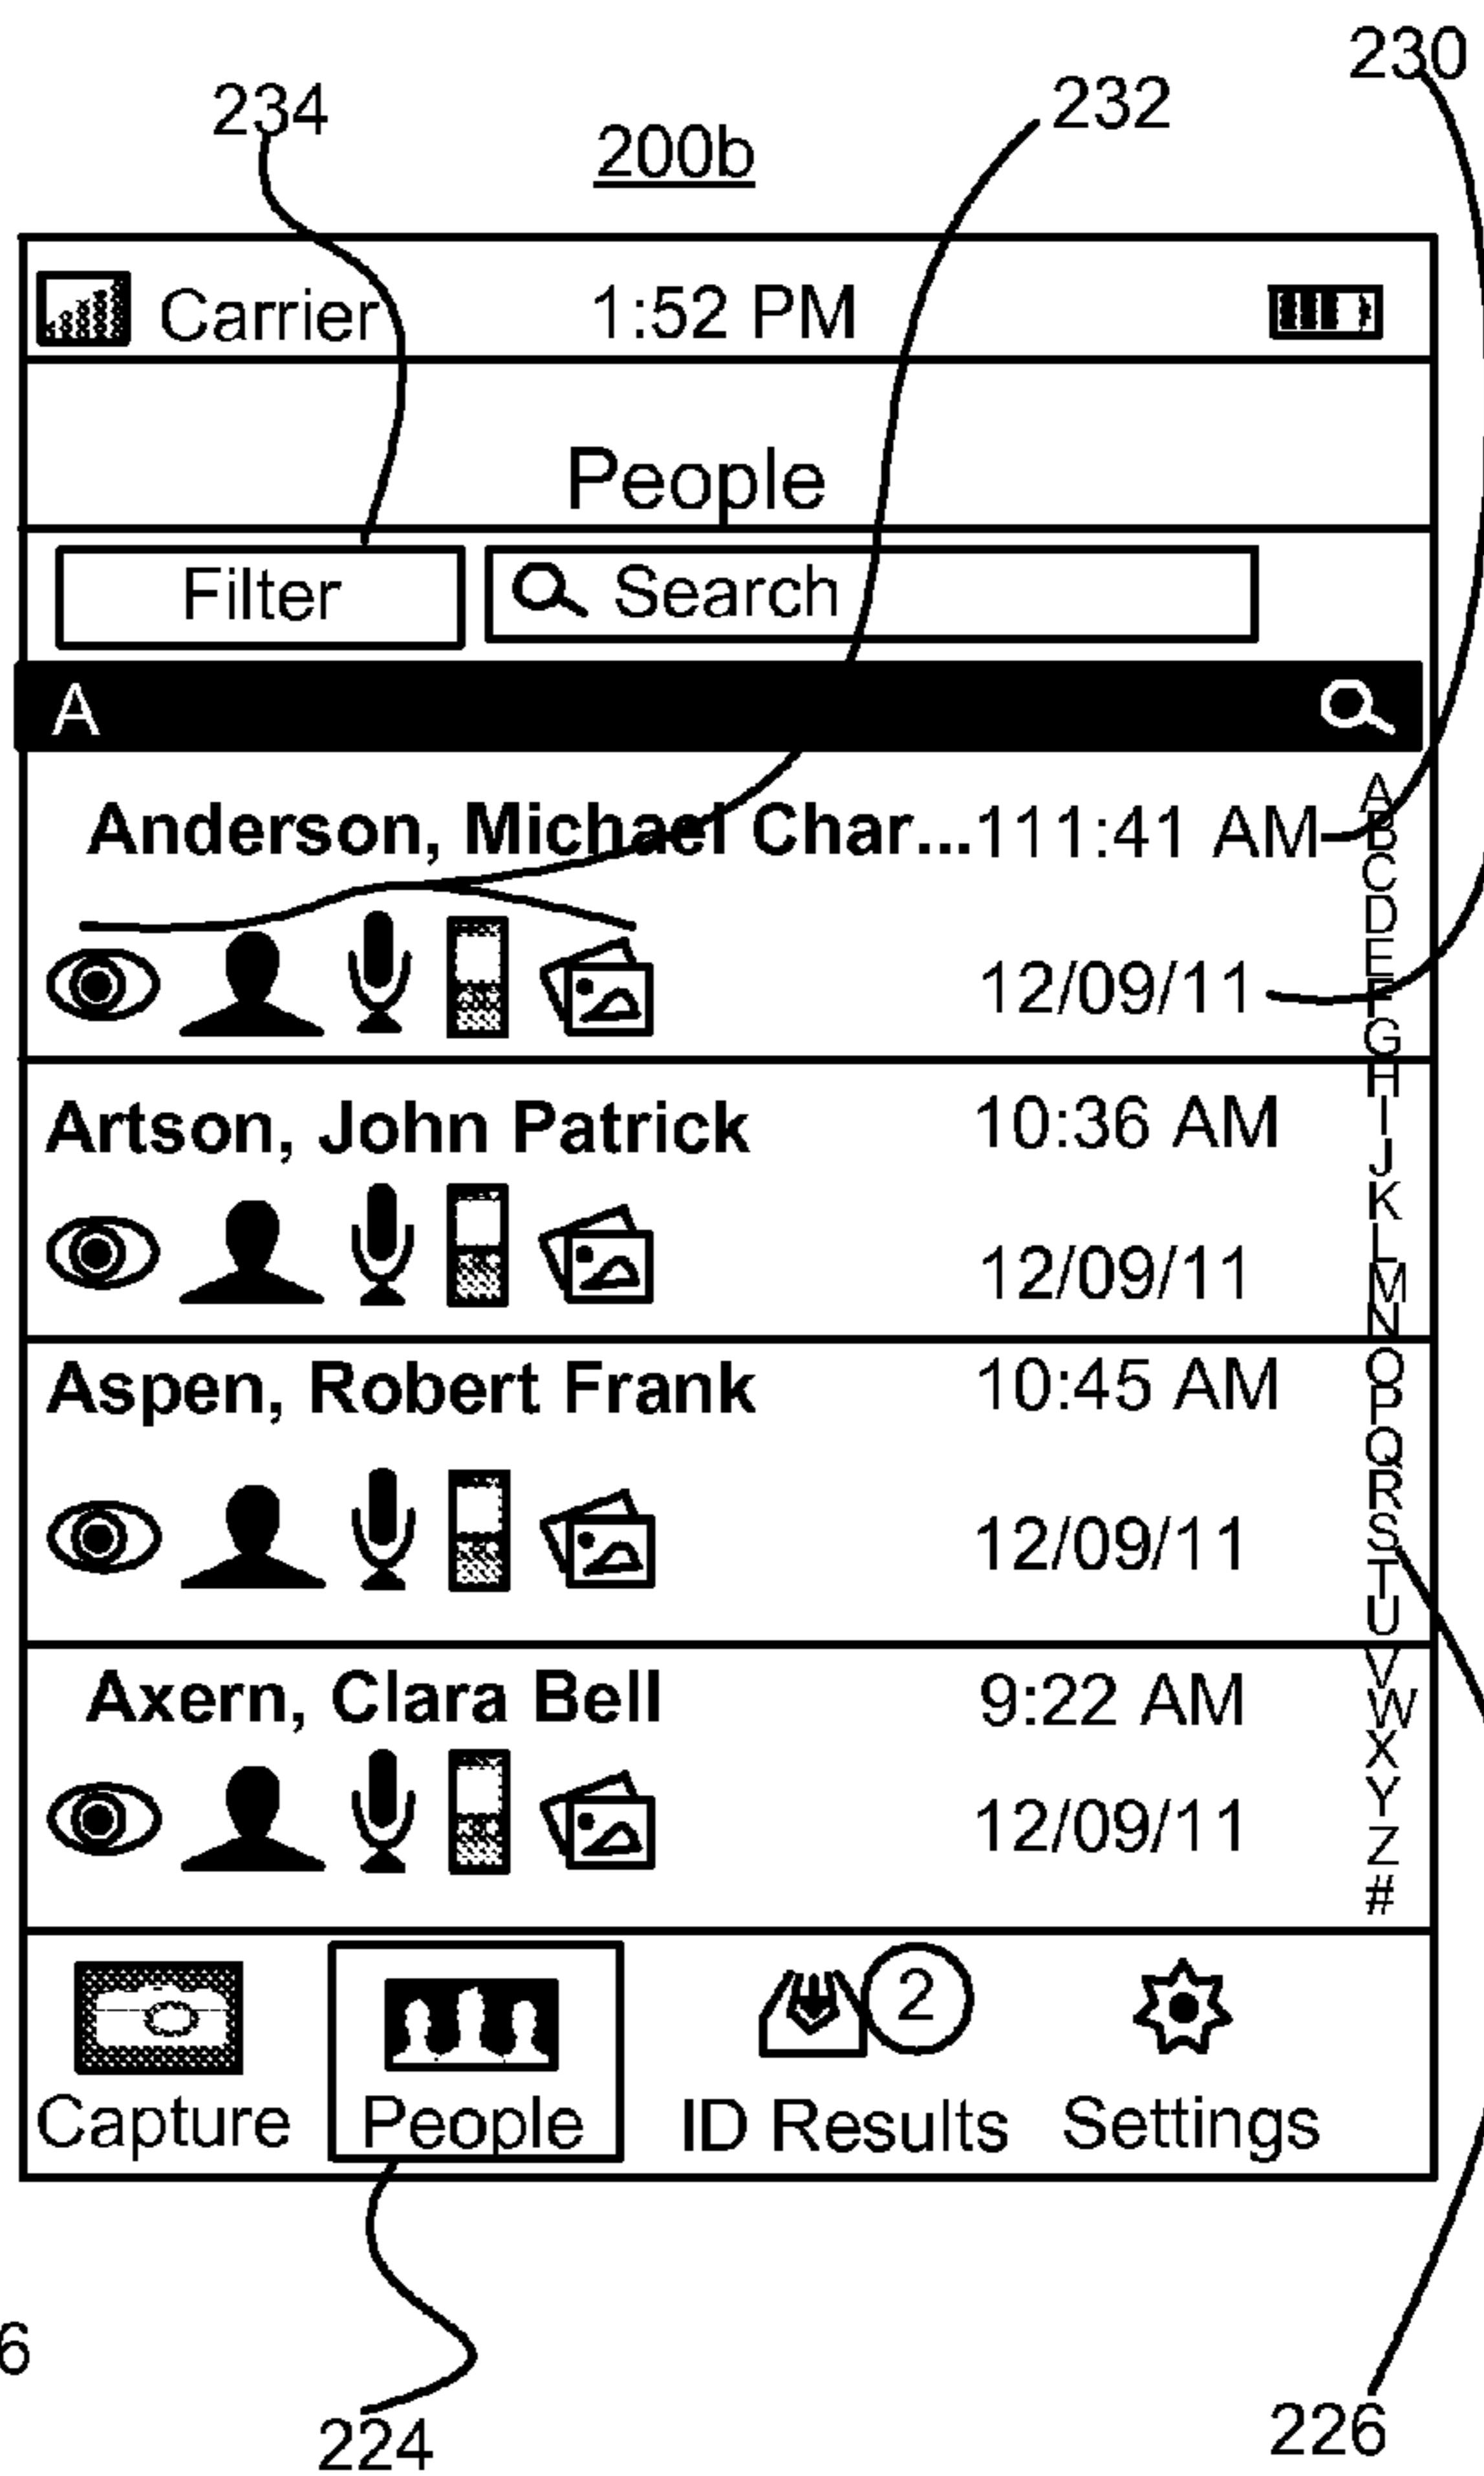 230
234
232
200b
Carrier 1:52 PM
People
Filter Search
A
Anderson, Michael Char... 111:41 AM
12/09/11
Artson, John Patrick 10:36 AM
12/09/11
Aspen, Robert Frank 10:45 AM
12/09/11
Axern, Clara Bell 9:22 AM
12/09/11
A
B
C
D
E
F
G
H
I
J
K
L
M
N
O
P
Q
R
S
T
U
V
W
X
Y
Z
#
2
Capture People ID Results Settings
6
224
226